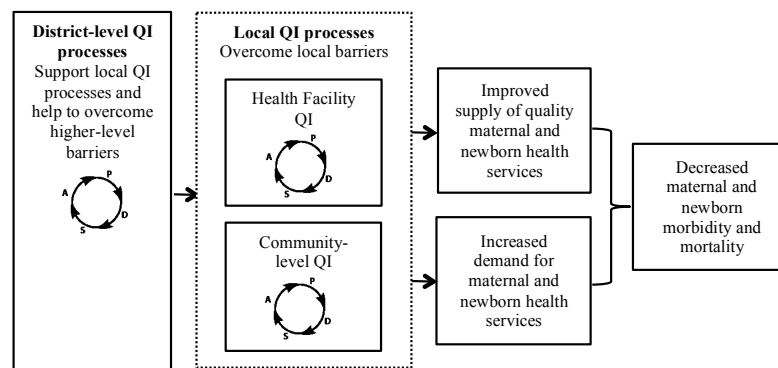 District-level QI
processes
Support local QI
processes and
help to overcome
higher-level
barriers
P
A
D
S
Local QI processes
Overcome local barriers
Health Facility
QI
P
A
D
S
Community-
level QI
P
A
D
S
Improved
supply of quality
maternal and
newborn health
services
Increased
demand for
maternal and
newborn health
services
Decreased
maternal and
newborn
morbidity and
mortality